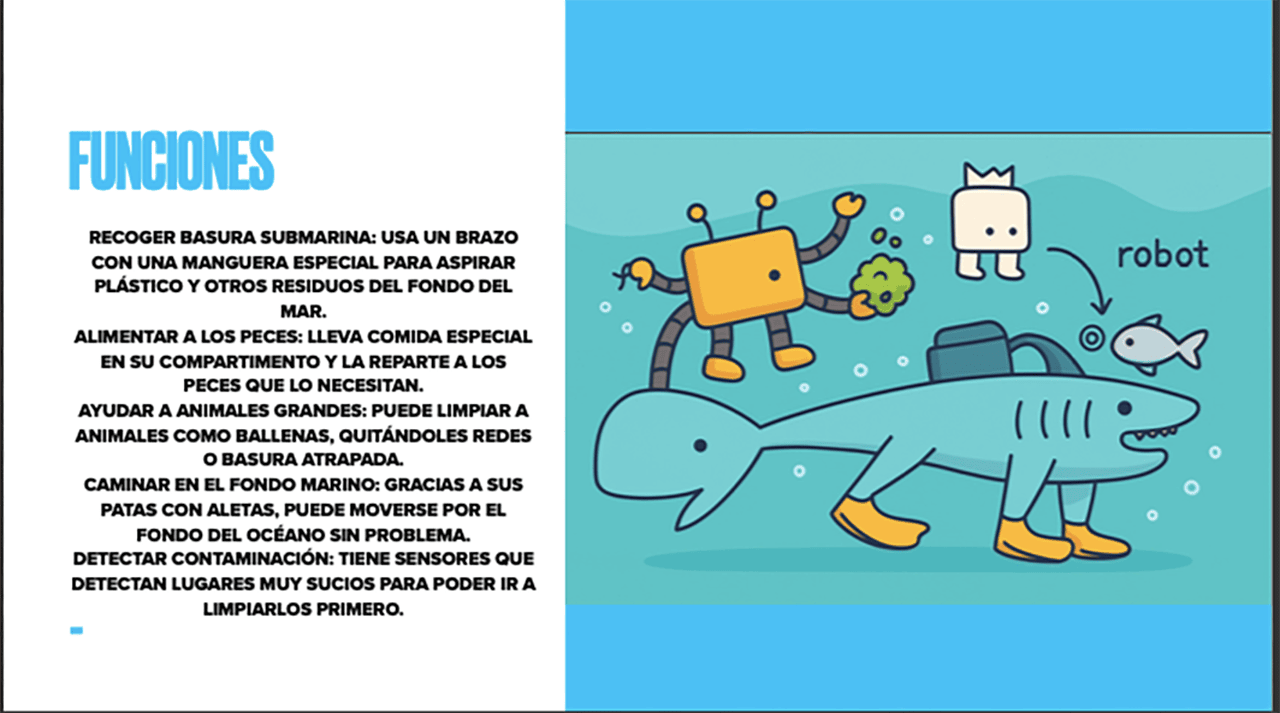 FUNCIONES
RECOGER BASURA SUBMARINA: USA UN BRAZO
CON UNA MANGUERA ESPECIAL PARA ASPIRAR
PLÁSTICO Y OTROS RESIDUOS DEL FONDO DEL
MAR.
ALIMENTAR A LOS PECES: LLEVA COMIDA ESPECIAL
EN SU COMPARTIMENTO Y LA REPARTE A LOS
PECES QUE LO NECESITAN.
AYUDAR A ANIMALES GRANDES: PUEDE LIMPIAR A
ANIMALES COMO BALLENAS, QUITÁNDOLES REDES
O BASURA ATRAPADA.
CAMINAR EN EL FONDO MARINO: GRACIAS A SUS
PATAS CON ALETAS, PUEDE MOVERSE POR EL
FONDO DEL OCÉANO SIN PROBLEMA.
DETECTAR CONTAMINACIÓN: TIENE SENSORES QUE
DETECTAN LUGARES MUY SUCIOS PARA PODER IR A
LIMPIARLOS PRIMERO.
-
robot